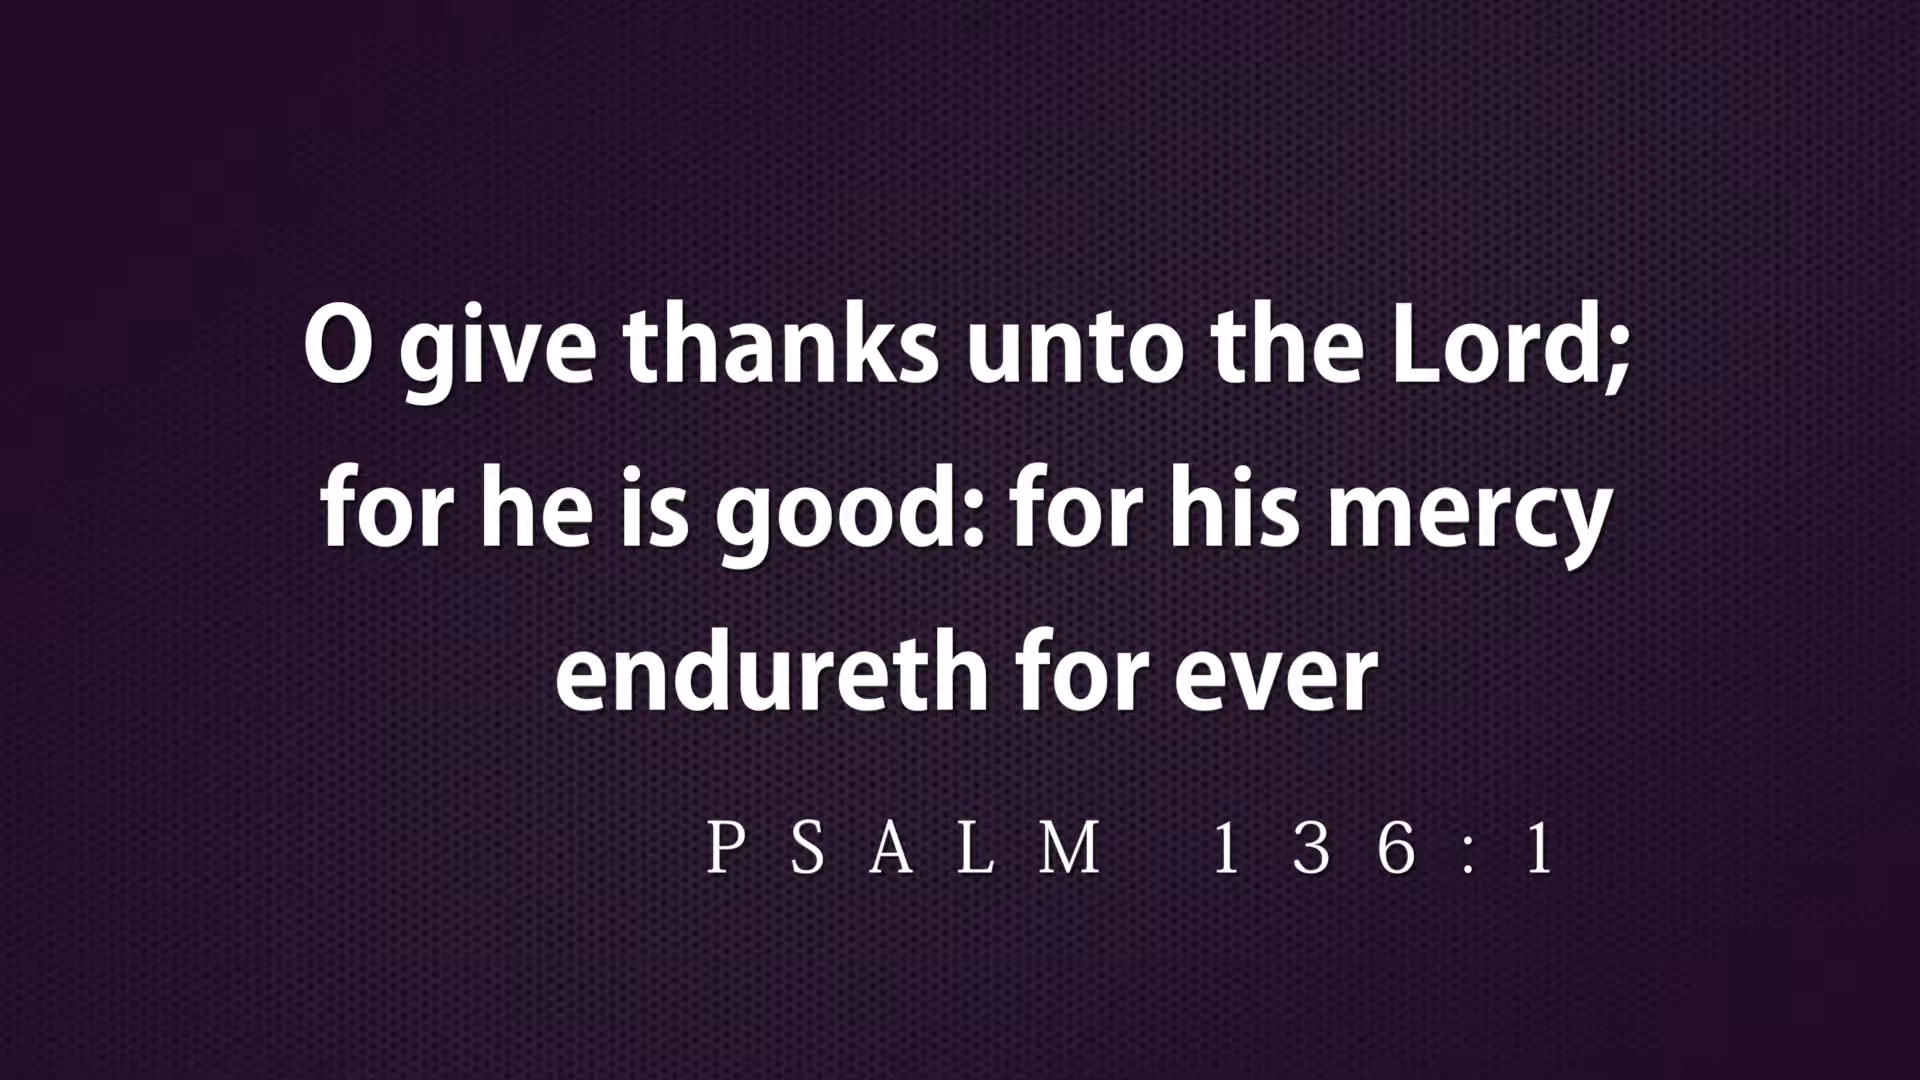 O give thanks unto the Lord;
for he is good: for his mercy
endureth for ever
PSALM 136:1